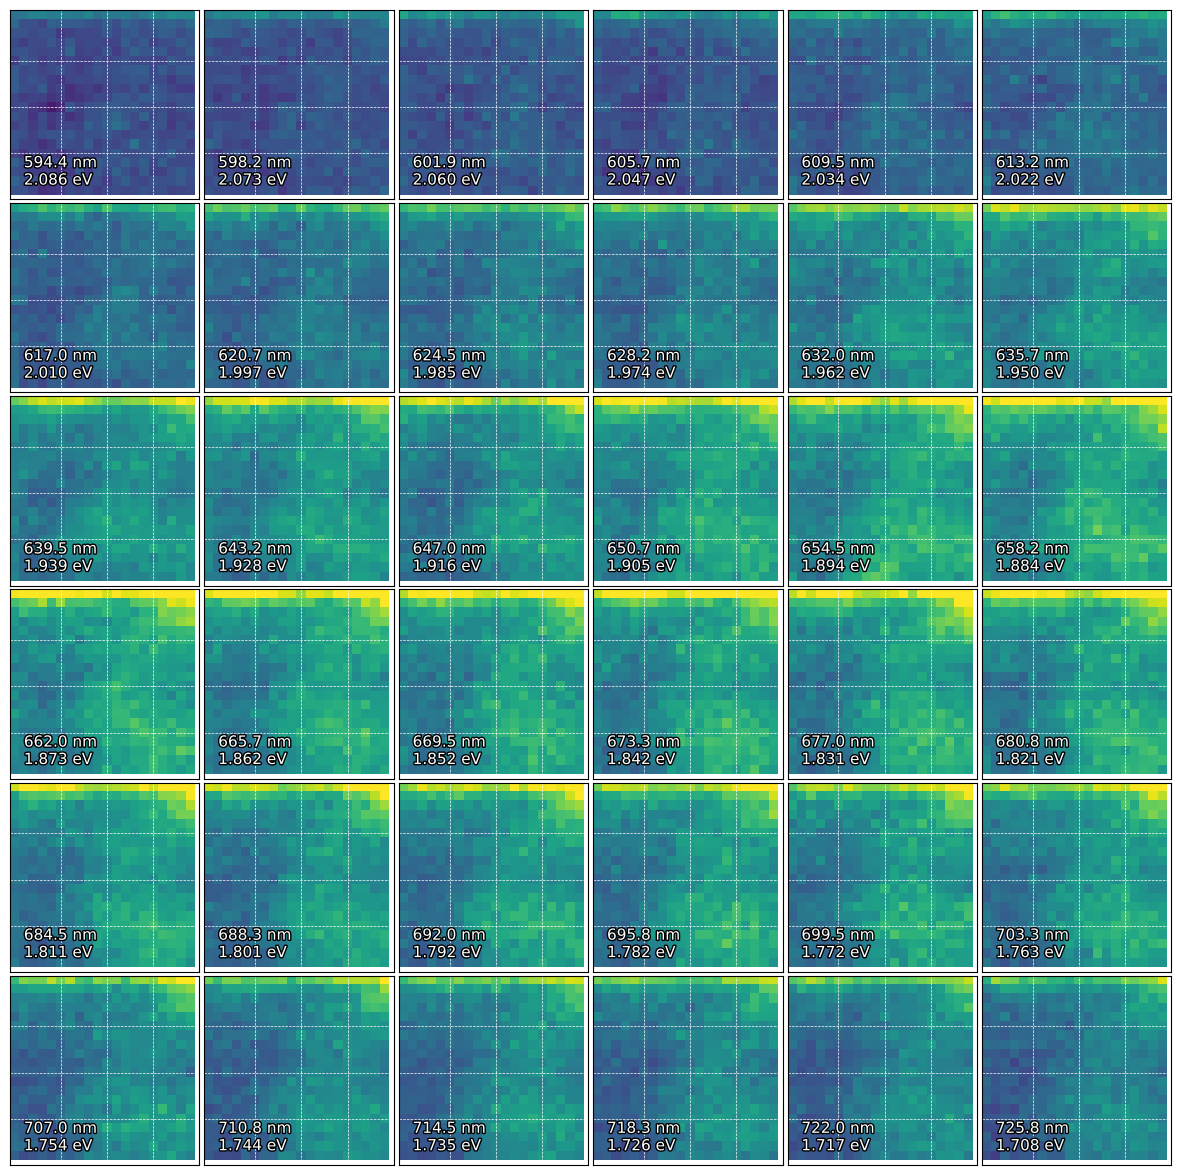 594.4 nm
2.086 eV
598.2 nm
2.073 eV
601.9 nm
2.060 eV
605.7 nm
2.047 eV
609.5 nm
2.034 eV
613.2 nm
2.022 eV
617.0 nm
2.010 eV
620.7 nm
1.997 eV
624.5 nm
1.985 eV
628.2 nm
1.974 eV
632.0 nm
1.962 eV
635.7 nm
1.950 eV
639.5 nm
1.939 eV
643.2 nm
1.928 eV
647.0 nm
1.916 eV
650.7 nm
1.905 eV
654.5 nm
1.894 eV
658.2 nm
1.884 eV
662.0 nm
1.873 eV
665.7 nm
1.862 eV
669.5 nm
1.852 eV
673.3 nm
1.842 eV
677.0 nm
1.831 eV
680.8 nm
1.821 eV
684.5 nm
1.811 eV
688.3 nm
1.801 eV
692.0 nm
1.792 eV
695.8 nm
1.782 eV
699.5 nm
1.772 eV
703.3 nm
1.763 eV
707.0 nm
1.754 eV
710.8 nm
1.744 eV
714.5 nm
1.735 eV
718.3 nm
1.726 eV
722.0 nm
1.717 eV
725.8 nm
1.708 eV